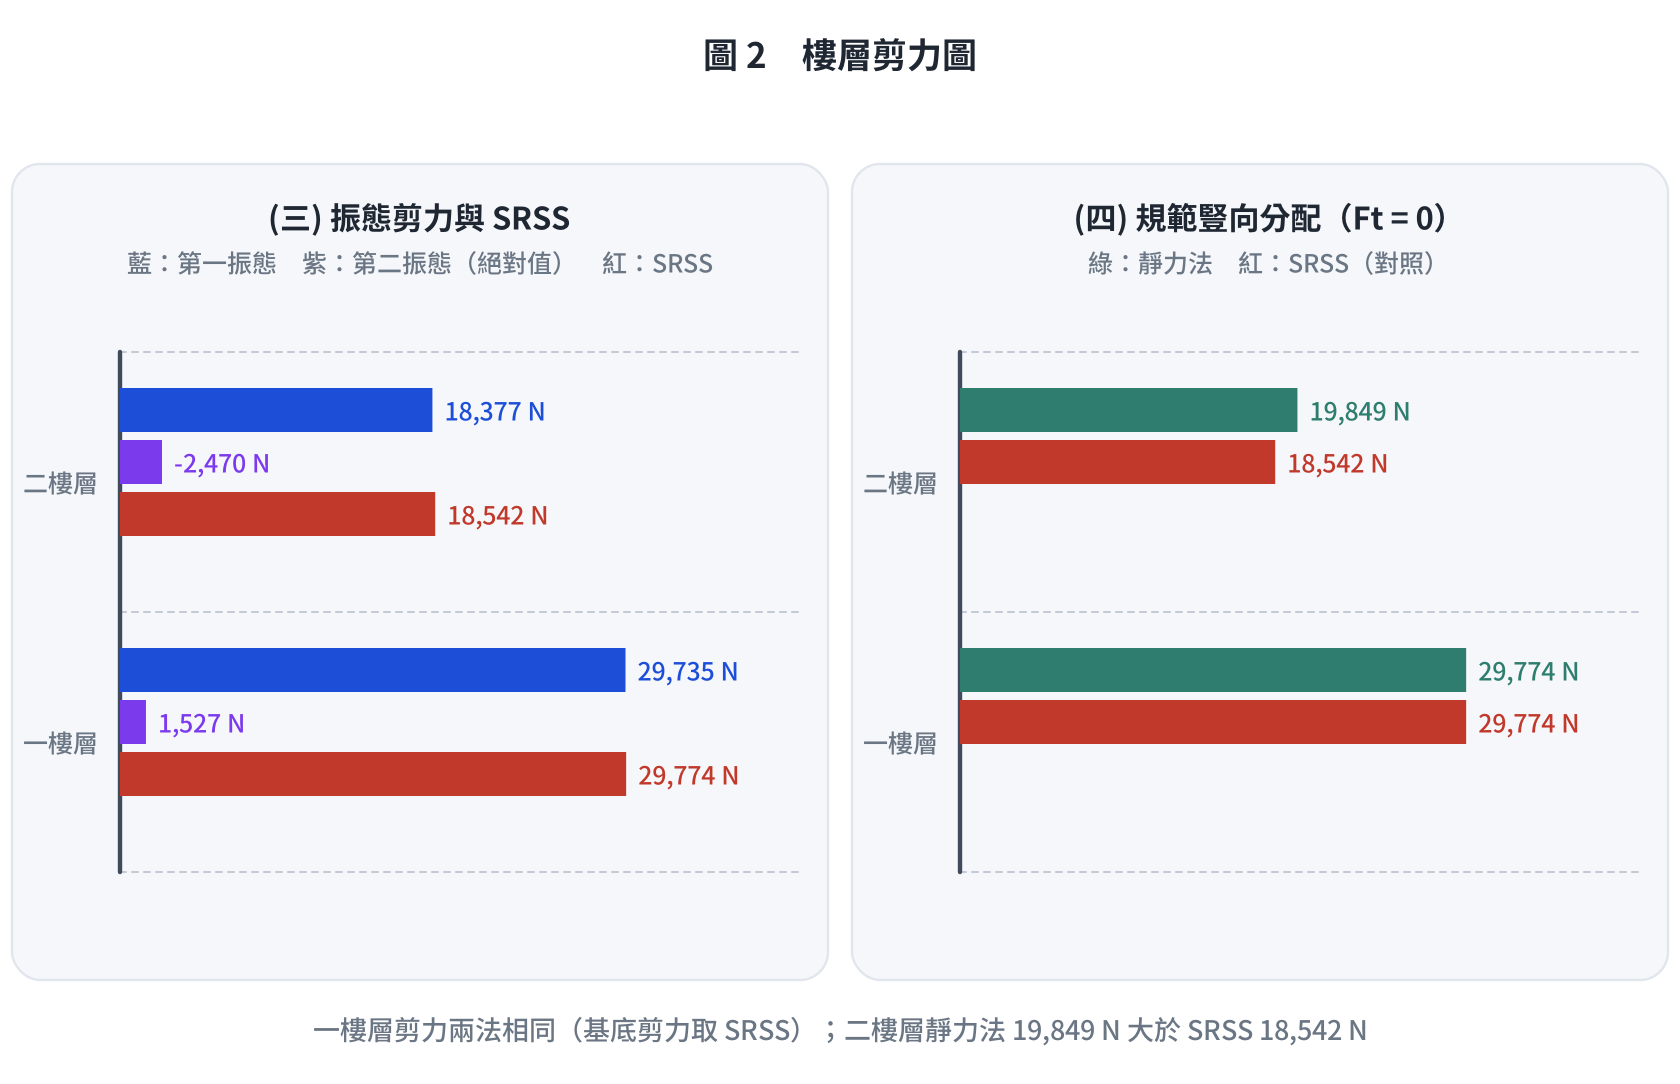 圖 2　樓層剪力圖
(三) 振態剪力與 SRSS
藍：第一振態　紫：第二振態（絕對值）　紅：SRSS
18,377 N
-2,470 N
二樓層
18,542 N
29,735 N
1,527 N
一樓層
29,774 N
(四) 規範豎向分配（Ft = 0）
綠：靜力法　紅：SRSS（對照）
19,849 N
18,542 N
二樓層
29,774 N
29,774 N
一樓層
一樓層剪力兩法相同（基底剪力取 SRSS）；二樓層靜力法 19,849 N 大於 SRSS 18,542 N